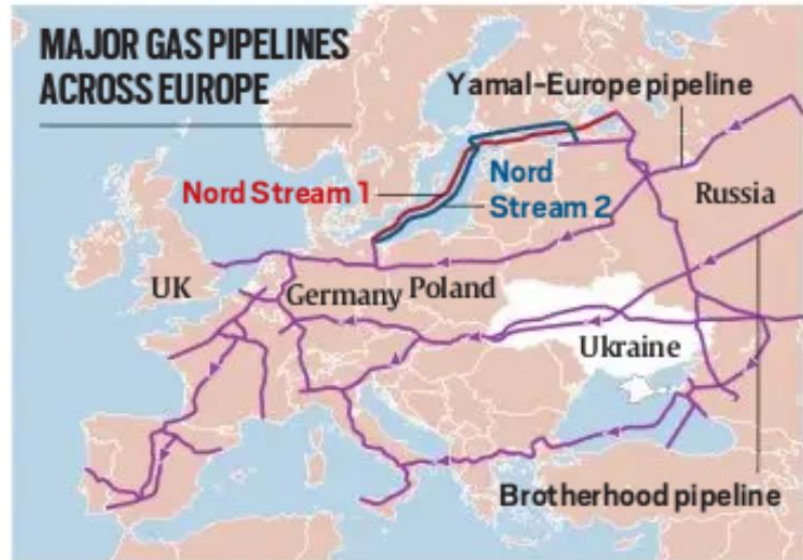 MAJOR GAS PIPELINES
ACROSS EUROPE
Yamal-Europe pipeline
Nord Stream 1
Nord
Stream 2
Russia
UK
Germany
Poland
Ukraine
Brotherhood pipeline